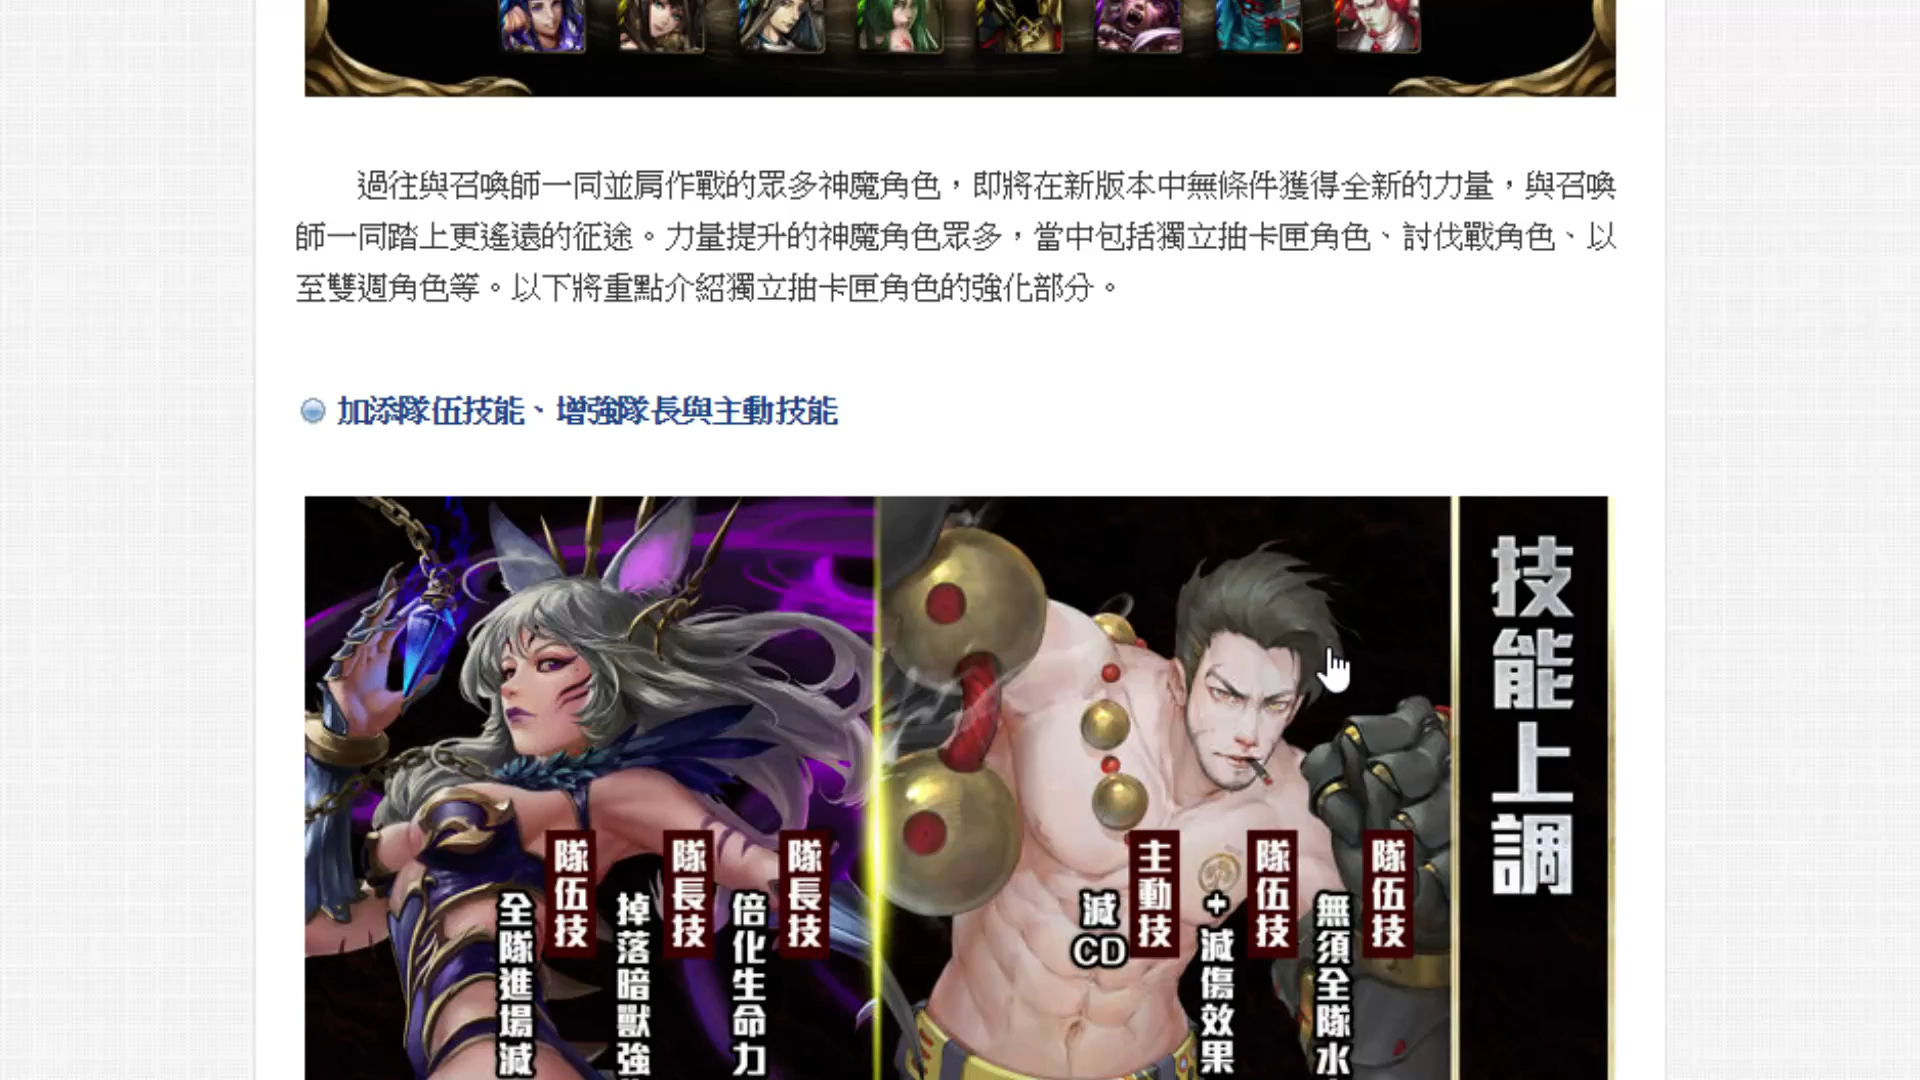 過往與召喚師一同並肩作戰的眾多神魔角色，即將在新版本中無條件獲得全新的力量，與召喚
師一同踏上更遙遠的征途。力量提升的神魔角色眾多，當中包括獨立抽卡匣角色、討伐戰角色、以
至雙週角色等。以下將重點介紹獨立抽卡匣角色的強化部分。
加添隊伍技能、增強隊長與主動技能
技能上調
隊伍技
無須全隊水
隊伍技
+減傷效果
主動技
減CD
隊長技
倍化生命力
隊長技
掉落暗獸強
隊伍技
全隊進場減